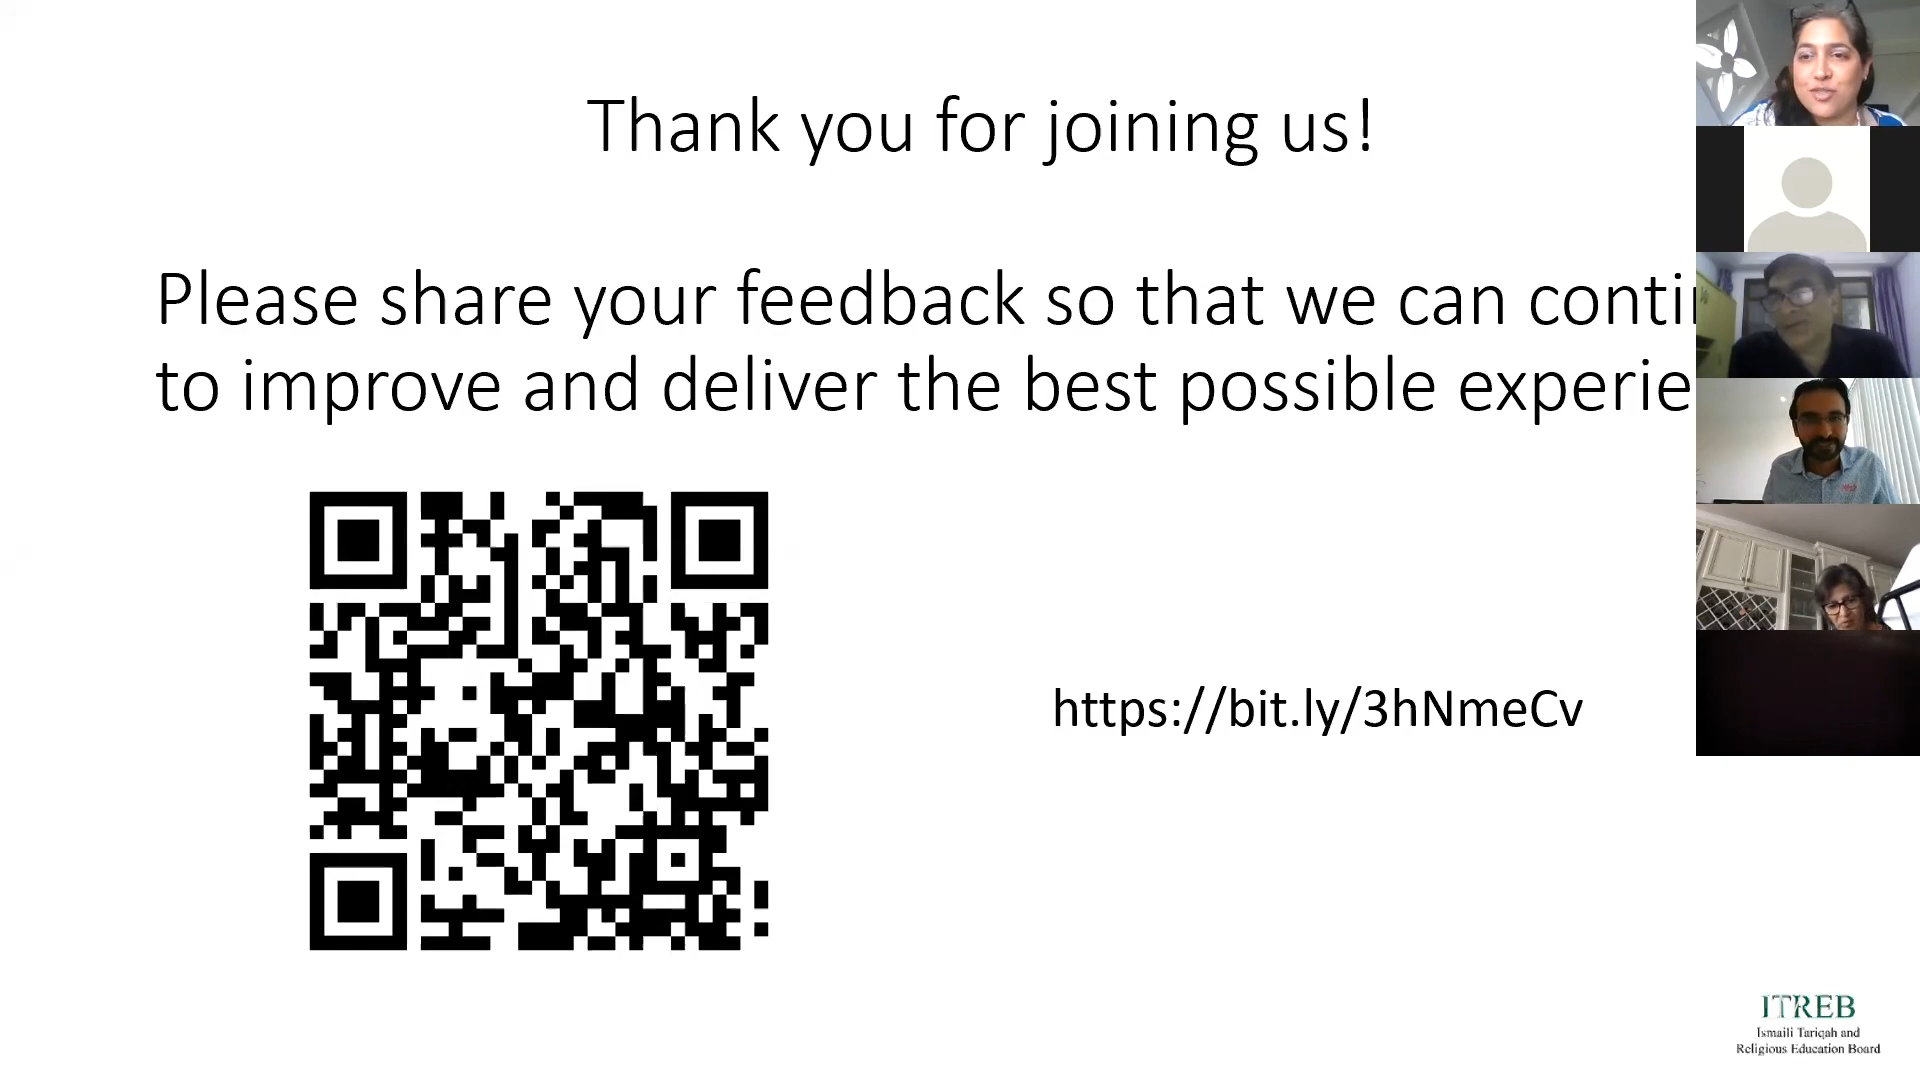 Thank you for joining us!
Please share your feedback so that we can conti
to improve and deliver the best possible experie
https://bit.ly/3hNmeCv
ITREB
Ismaili Tariqah and
Religious Education Board